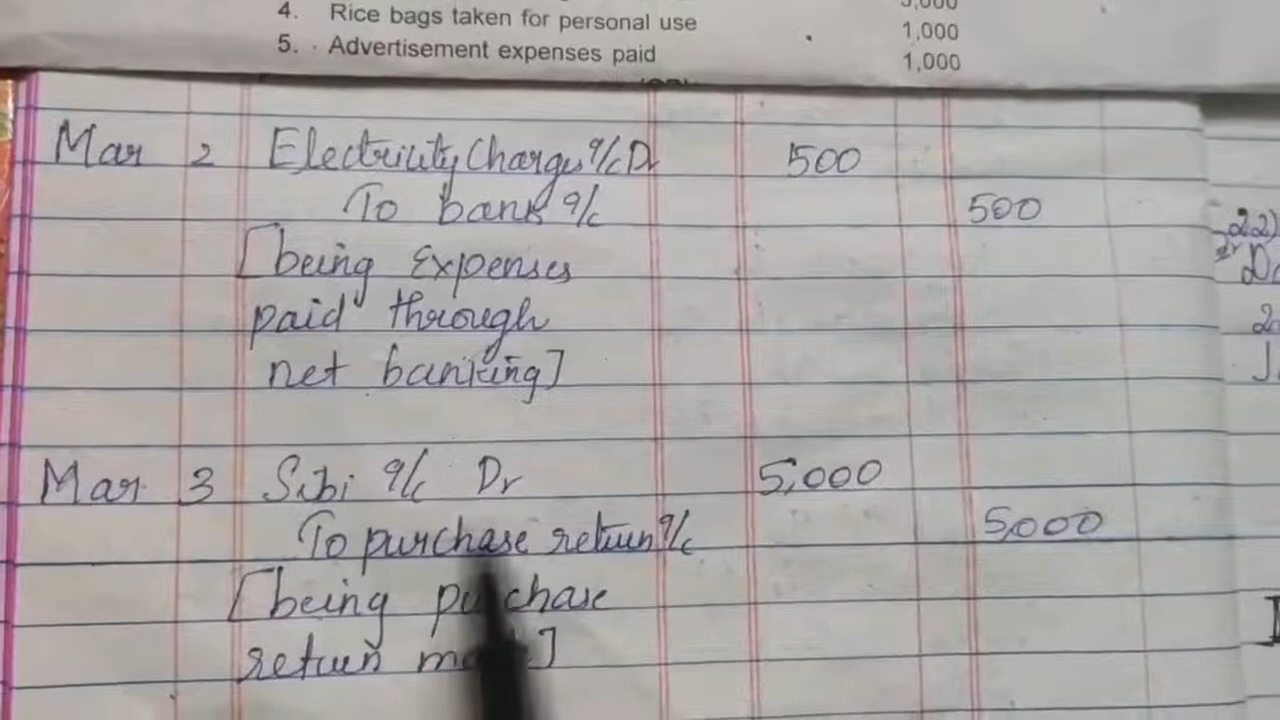 4. Rice bags taken for personal use 1,000
5. Advertisement expenses paid 1,000
Mar 2 Electricity Charges a/c Dr 500
To bank a/c 500
[being expenses
paid through
net banking]
Mar 3 Sibi a/c Dr 5,000
To purchase return a/c 5,000
[being purchase
return]